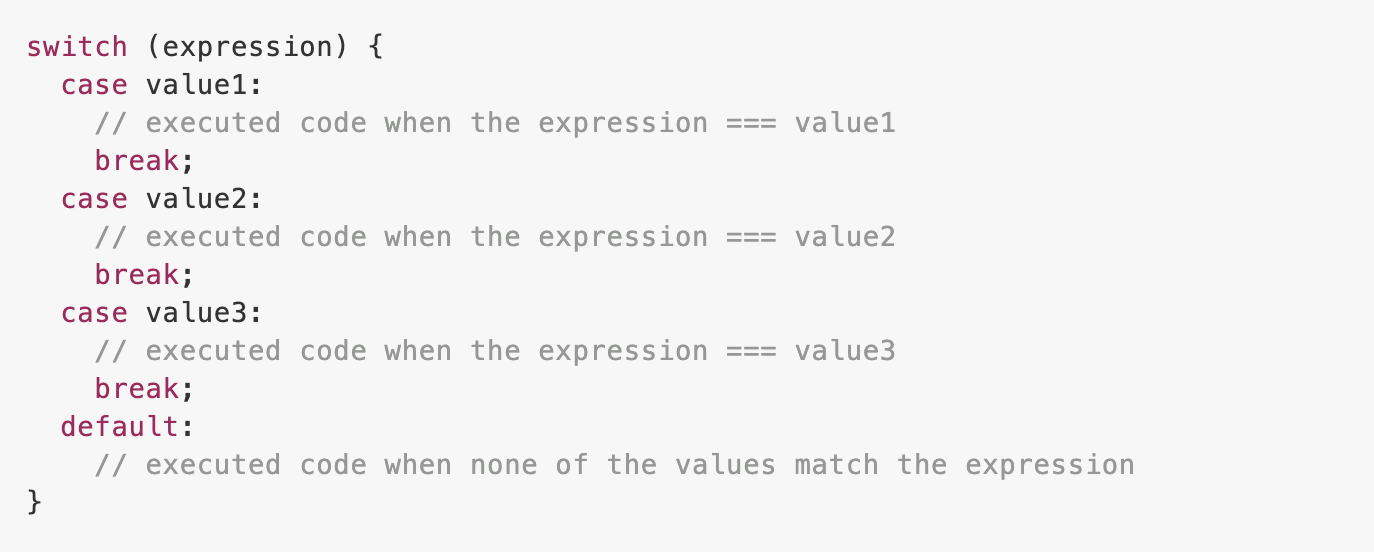 switch (expression) {
  case value1:
    // executed code when the expression === value1
    break;
  case value2:
    // executed code when the expression === value2
    break;
  case value3:
    // executed code when the expression === value3
    break;
  default:
    // executed code when none of the values match the expression
}